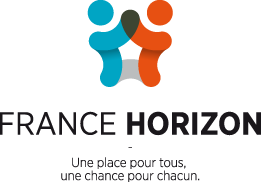 FRANCE HORIZON
-
Une place pour tous,
une chance pour chacun.